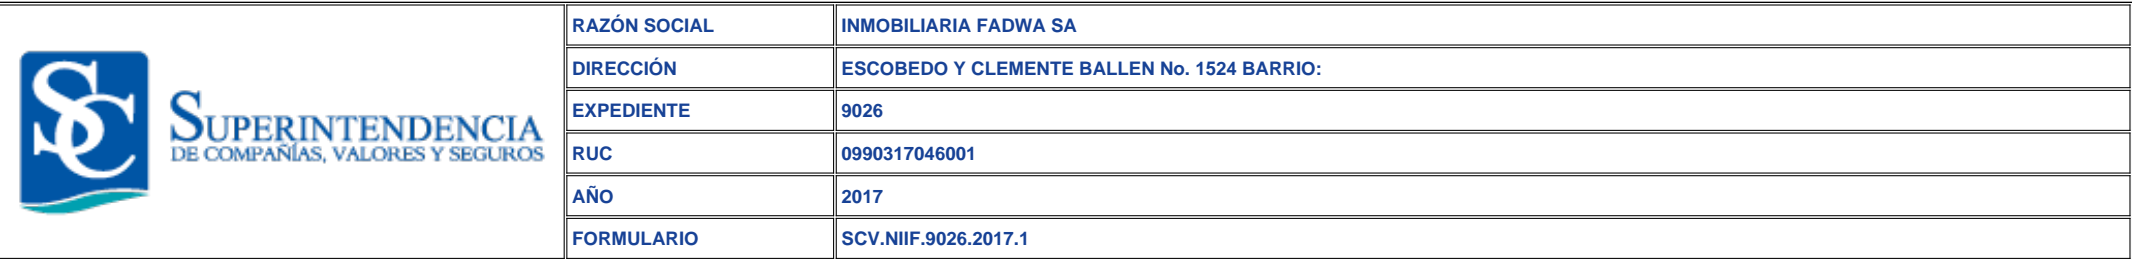 SC
SUPERINTENDENCIA
DE COMPAÑÍAS, VALORES Y SEGUROS
RAZÓN SOCIAL INMOBILIARIA FADWA SA
DIRECCIÓN ESCOBEDO Y CLEMENTE BALLEN No. 1524 BARRIO:
EXPEDIENTE 9026
RUC 0990317046001
AÑO 2017
FORMULARIO SCV.NIIF.9026.2017.1